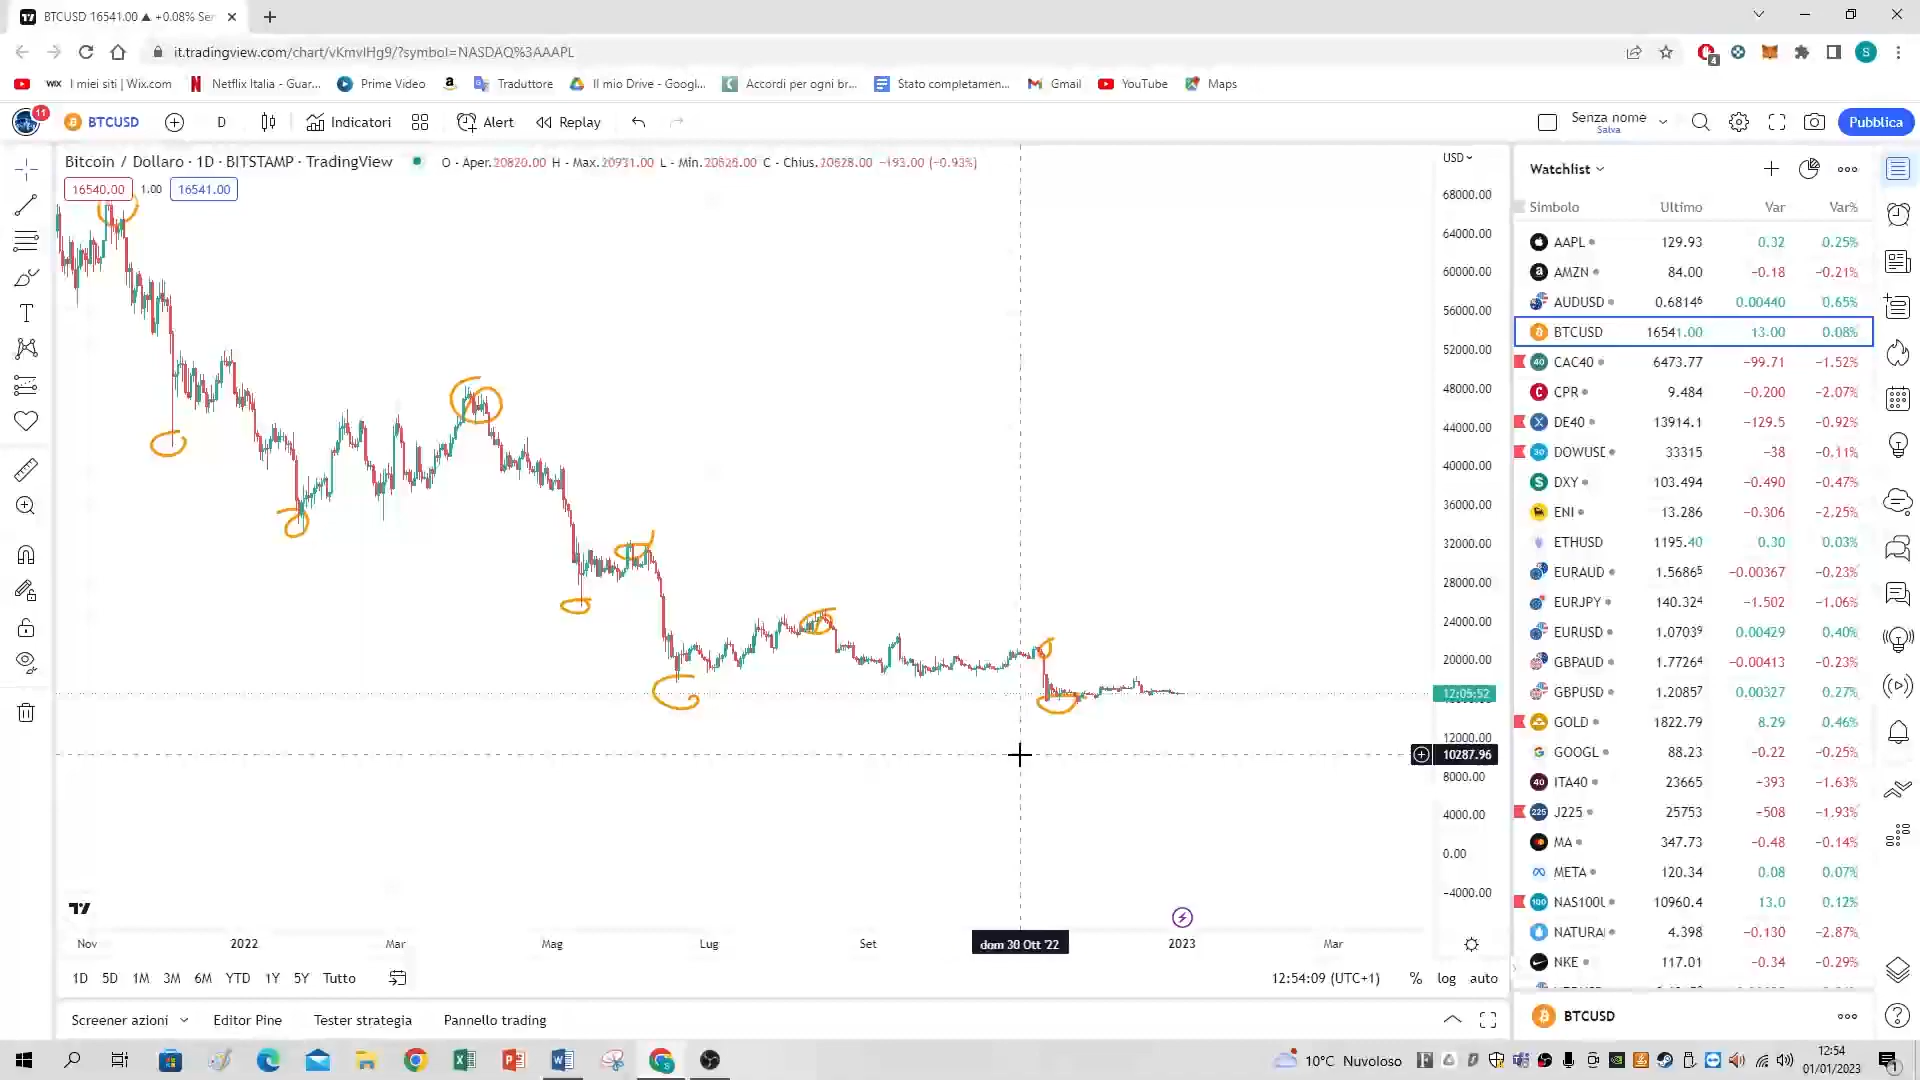 BTCUSD 16541.00 ▲ +0.08% Sen
it.tradingview.com/chart/vKmvIHg9/?symbol=NASDAQ%3AAAPL
4
S
WIX I miei siti | Wix.com
Netflix Italia - Guar...
Prime Video
a
Traduttore
Il mio Drive - Googl...
Accordi per ogni br...
Stato completamen...
Gmail
YouTube
Maps
11
BTCUSD
D
Indicatori
Alert
Replay
Senza nome
Salva
Pubblica
Bitcoin / Dollaro · 1D · BITSTAMP · TradingView
O - Aper.20820.00 H - Max.20931.00 L - Min.20526.00 C - Chius.20628.00 −193.00 (−0.93%)
16540.00 1.00 16541.00
USD
68000.00
64000.00
60000.00
56000.00
52000.00
48000.00
44000.00
40000.00
36000.00
32000.00
28000.00
24000.00
20000.00
12:05:52
12000.00
10287.96
8000.00
4000.00
0.00
−4000.00
Nov 2022 Mar Mag Lug Set dom 30 Ott '22 2023 Mar
1D 5D 1M 3M 6M YTD 1Y 5Y Tutto
12:54:09 (UTC+1) % log auto
Screener azioni Editor Pine Tester strategia Pannello trading
Watchlist
Simbolo Ultimo Var Var%
AAPL 129.93 0.32 0.25%
AMZN 84.00 −0.18 −0.21%
AUDUSD 0.68146 0.00440 0.65%
BTCUSD 16541.00 13.00 0.08%
CAC40 6473.77 −99.71 −1.52%
CPR 9.484 −0.200 −2.07%
DE40 13914.1 −129.5 −0.92%
DOWUSD 33315 −38 −0.11%
DXY 103.494 −0.490 −0.47%
ENI 13.286 −0.306 −2.25%
ETHUSD 1195.40 0.30 0.03%
EURAUD 1.56865 −0.00367 −0.23%
EURJPY 140.324 −1.502 −1.06%
EURUSD 1.07039 0.00429 0.40%
GBPAUD 1.77264 −0.00413 −0.23%
GBPUSD 1.20857 0.00327 0.27%
GOLD 1822.79 8.29 0.46%
GOOGL 88.23 −0.22 −0.25%
ITA40 23665 −393 −1.63%
J225 25753 −508 −1.93%
MA 347.73 −0.48 −0.14%
META 120.34 0.08 0.07%
NAS100U 10960.4 13.0 0.12%
NATURA 4.398 −0.130 −2.87%
NKE 117.01 −0.34 −0.29%
BTCUSD
10°C Nuvoloso
12:54
01/01/2023